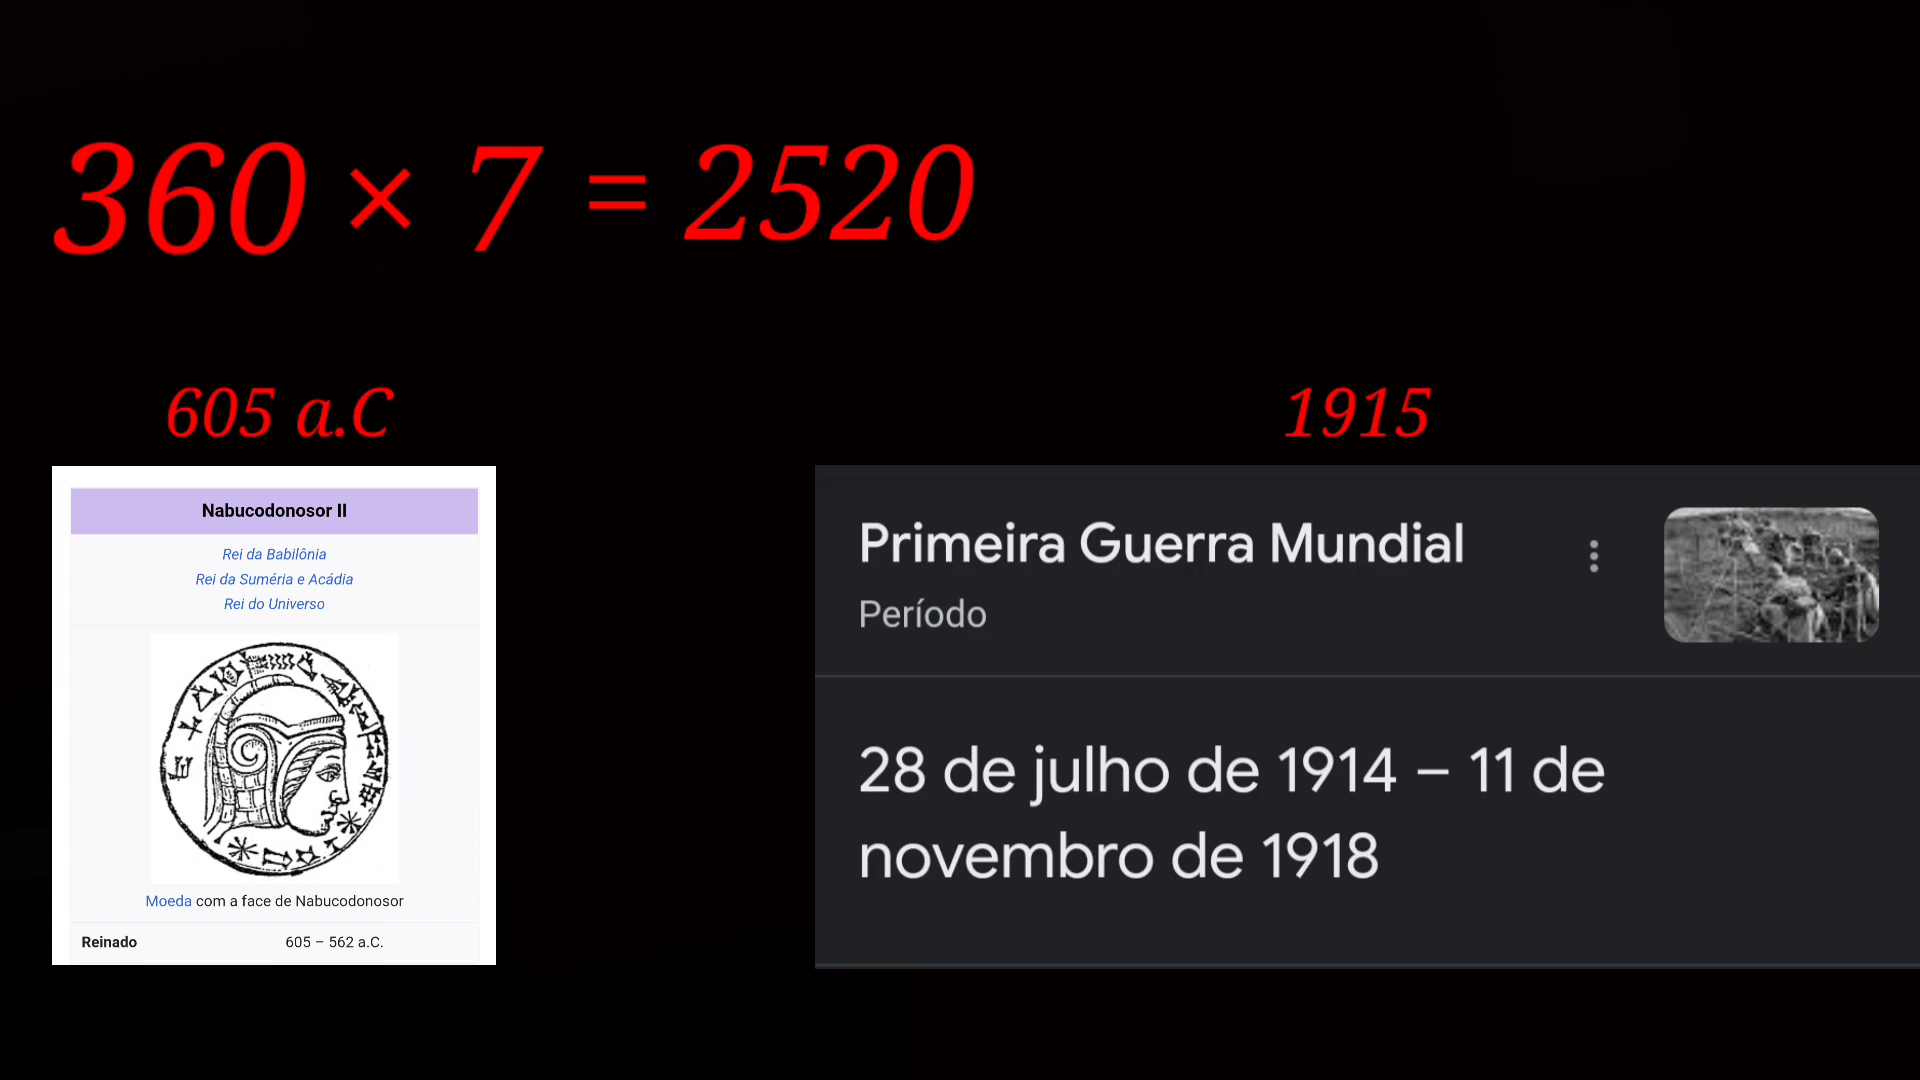 360 × 7 = 2520
605 a.C
1915
Nabucodonosor II
Rei da Babilônia
Rei da Suméria e Acádia
Rei do Universo
Moeda com a face de Nabucodonosor
Reinado 605 – 562 a.C.
Primeira Guerra Mundial
Período
28 de julho de 1914 – 11 de
novembro de 1918